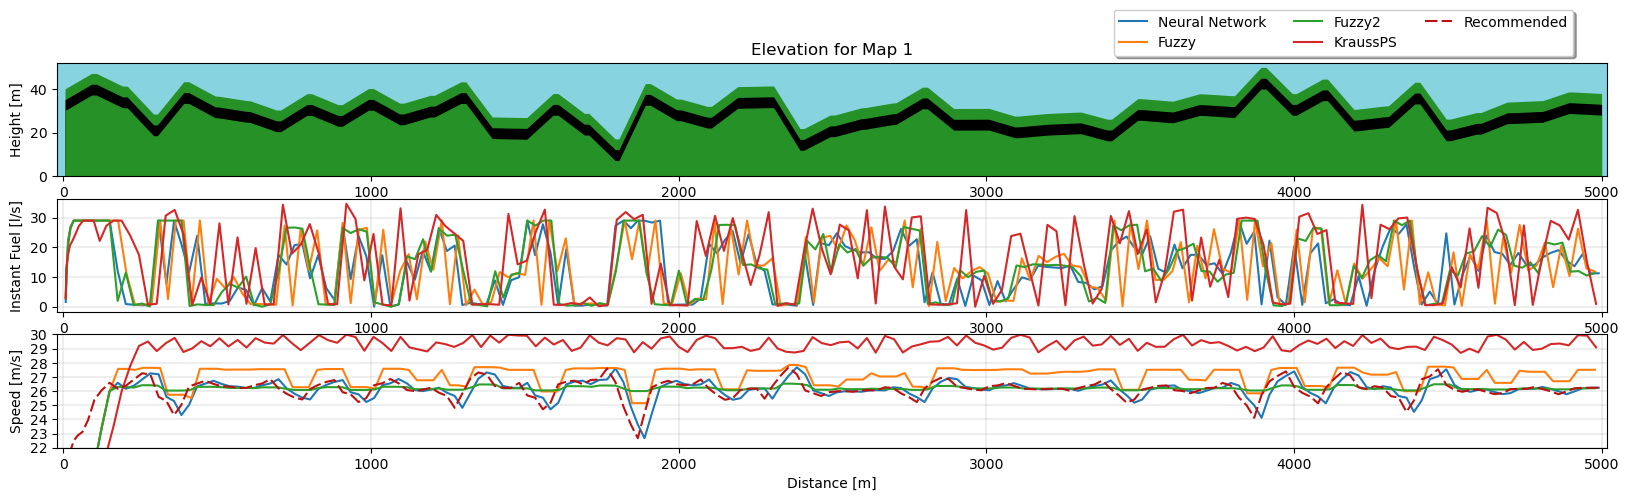 Neural Network
Fuzzy
Fuzzy2
KraussPS
Recommended
Elevation for Map 1
Height [m]
40
20
0
0 1000 2000 3000 4000 5000
Instant Fuel [l/s]
30
20
10
0
0 1000 2000 3000 4000 5000
Speed [m/s]
30
29
28
27
26
25
24
23
22
0 1000 2000 3000 4000 5000
Distance [m]